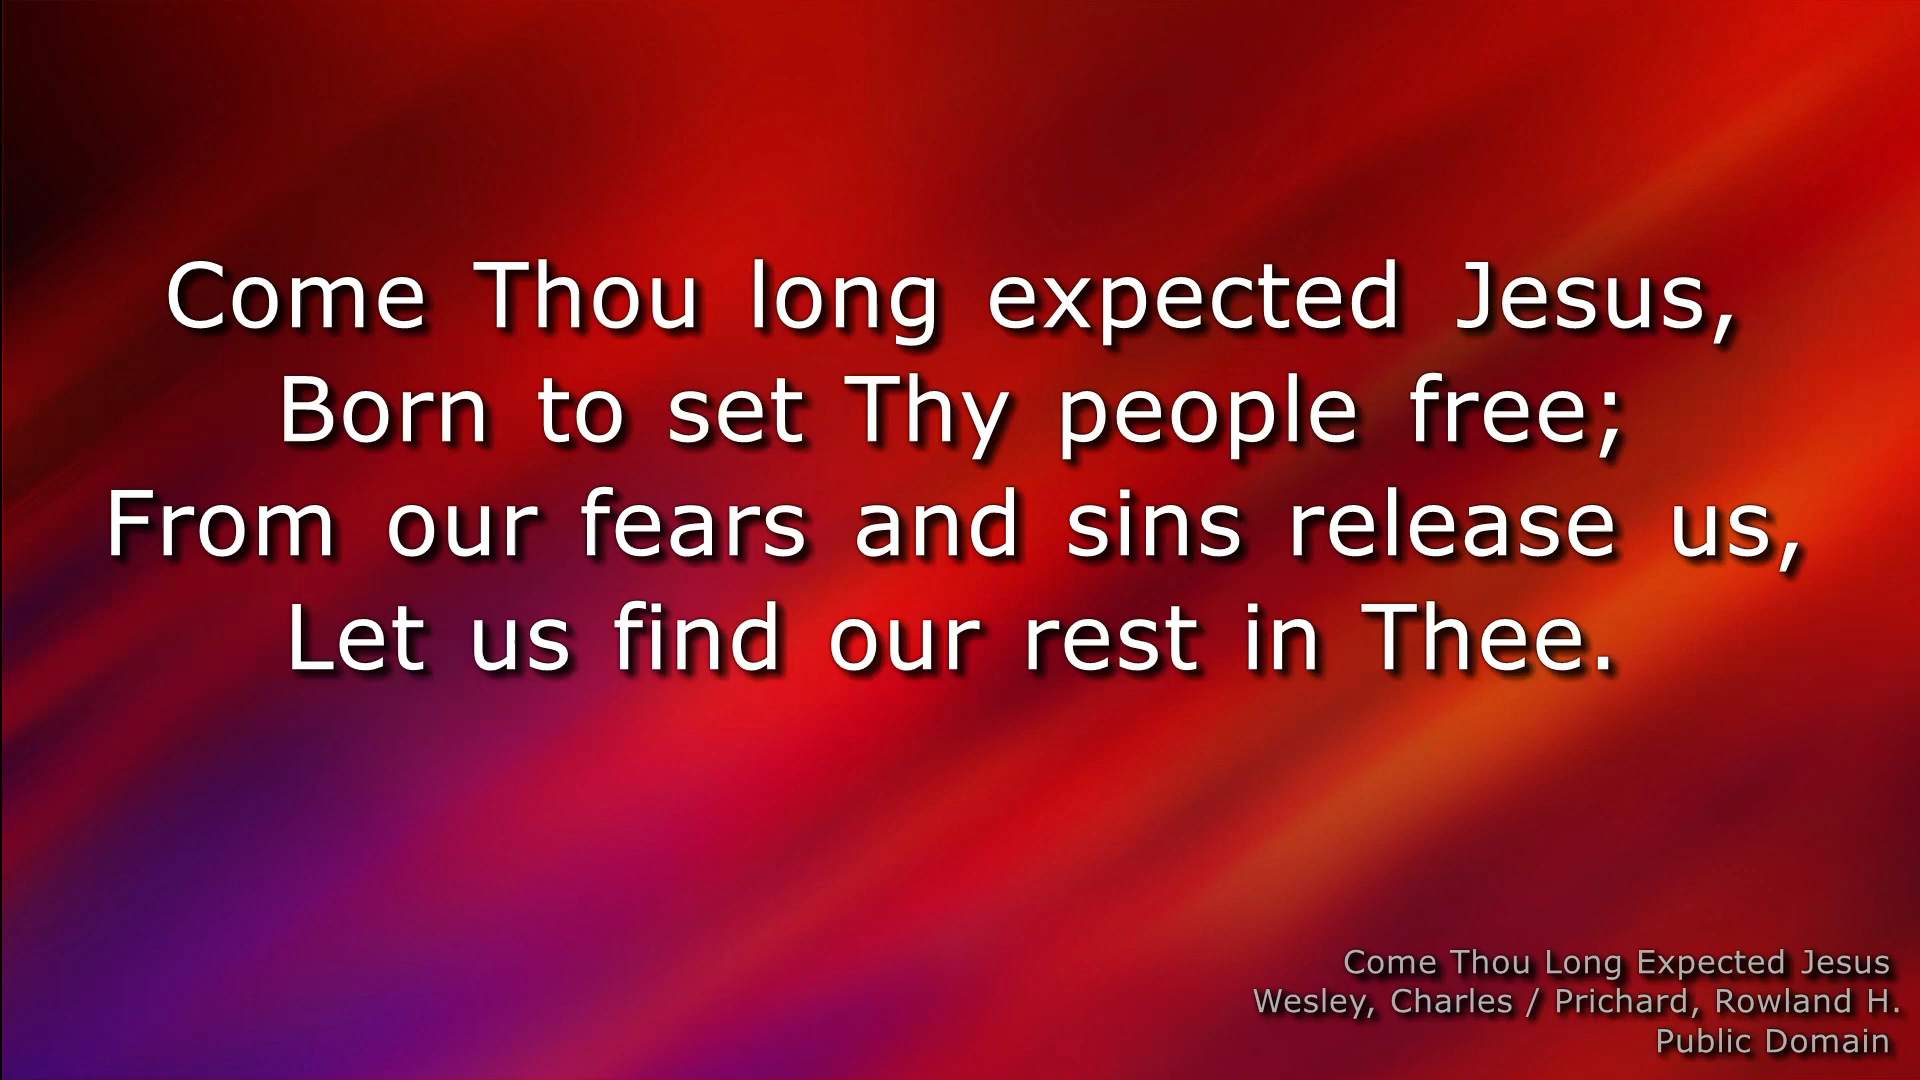 Come Thou long expected Jesus,
Born to set Thy people free;
From our fears and sins release us,
Let us find our rest in Thee.
Come Thou Long Expected Jesus
Wesley, Charles / Prichard, Rowland H.
Public Domain